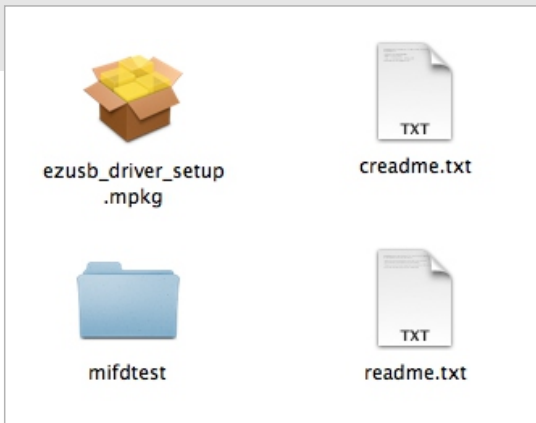 TXT
ezusb_driver_setup
.mpkg
creadme.txt
TXT
mifdtest
readme.txt